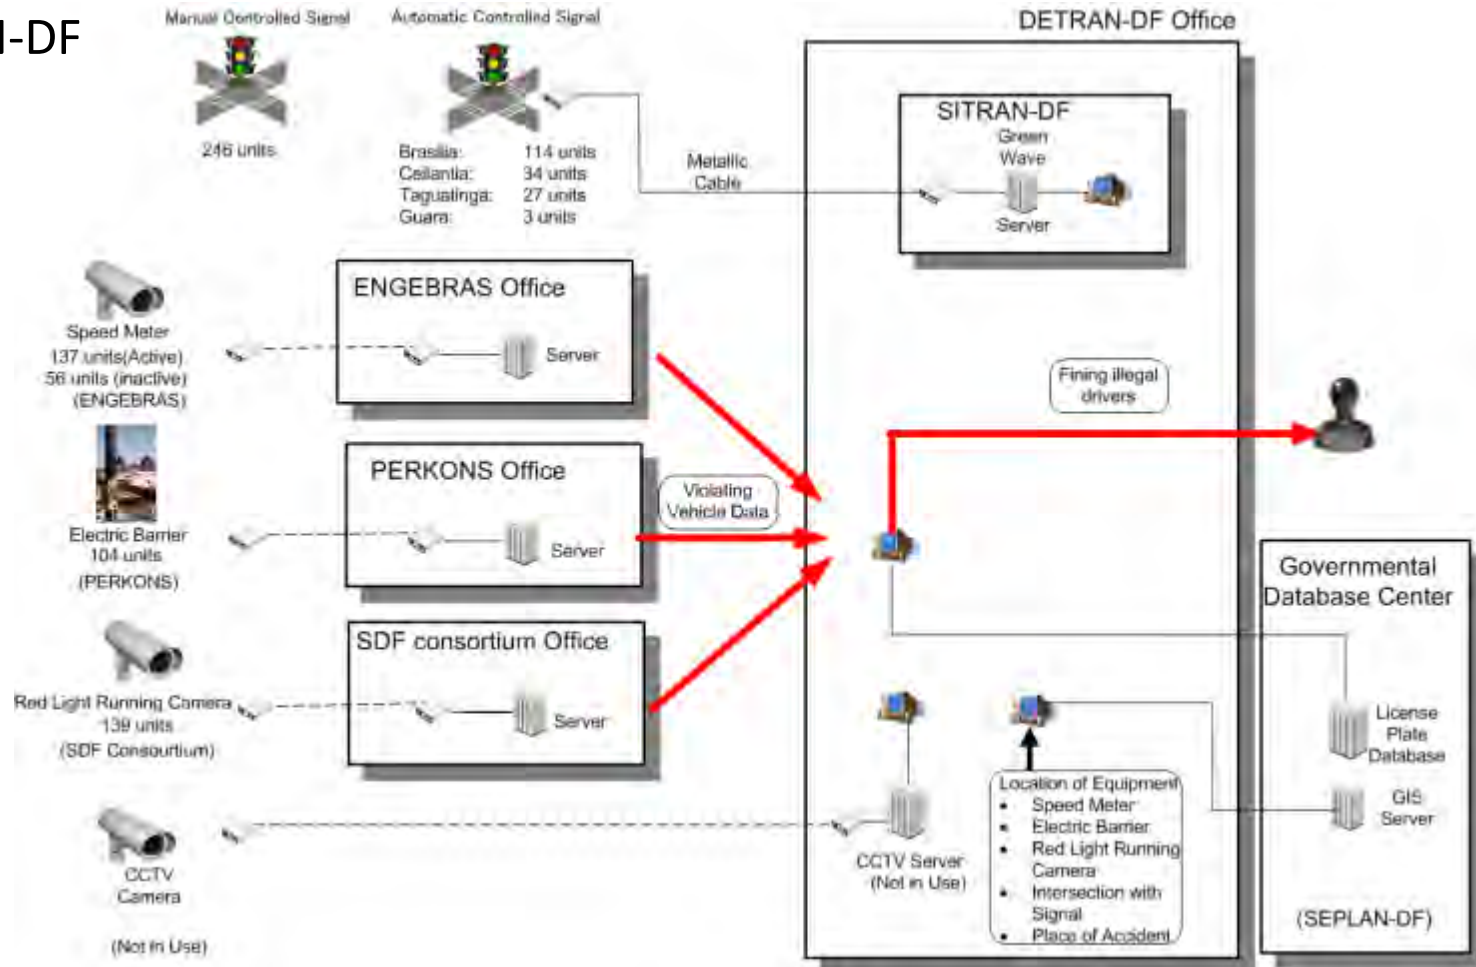 I-DF
Manual Controlled Signal
Automatic Controllnd Signal
DETRAN-DF Office
246 units
Brasilia: 114 units
Ceilantia: 34 units
Tagualinga: 27 units
Guara: 3 units
Metallic
Cable
SITRAN-DF
Green
Wave
Server
Speed Meter
137 units(Active)
56 units (inactive)
(ENGEBRAS)
ENGEBRAS Office
Server
Fining illegal
drivers
Electric Barrier
104 units
(PERKONS)
PERKONS Office
Server
Violating
Vehicle Data
Red Light Running Camera
139 units
(SDF Consourtium)
SDF consortium Office
Server
Governmental
Database Center
License
Plate
Database
GIS
Server
(SEPLAN-DF)
CCTV
Camera
(Not in Use)
CCTV Server
(Not in Use)
Location of Equipment
• Speed Meter
• Electric Barrier
• Red Light Running
Camera
• Intersection with
Signal
• Place of Accident